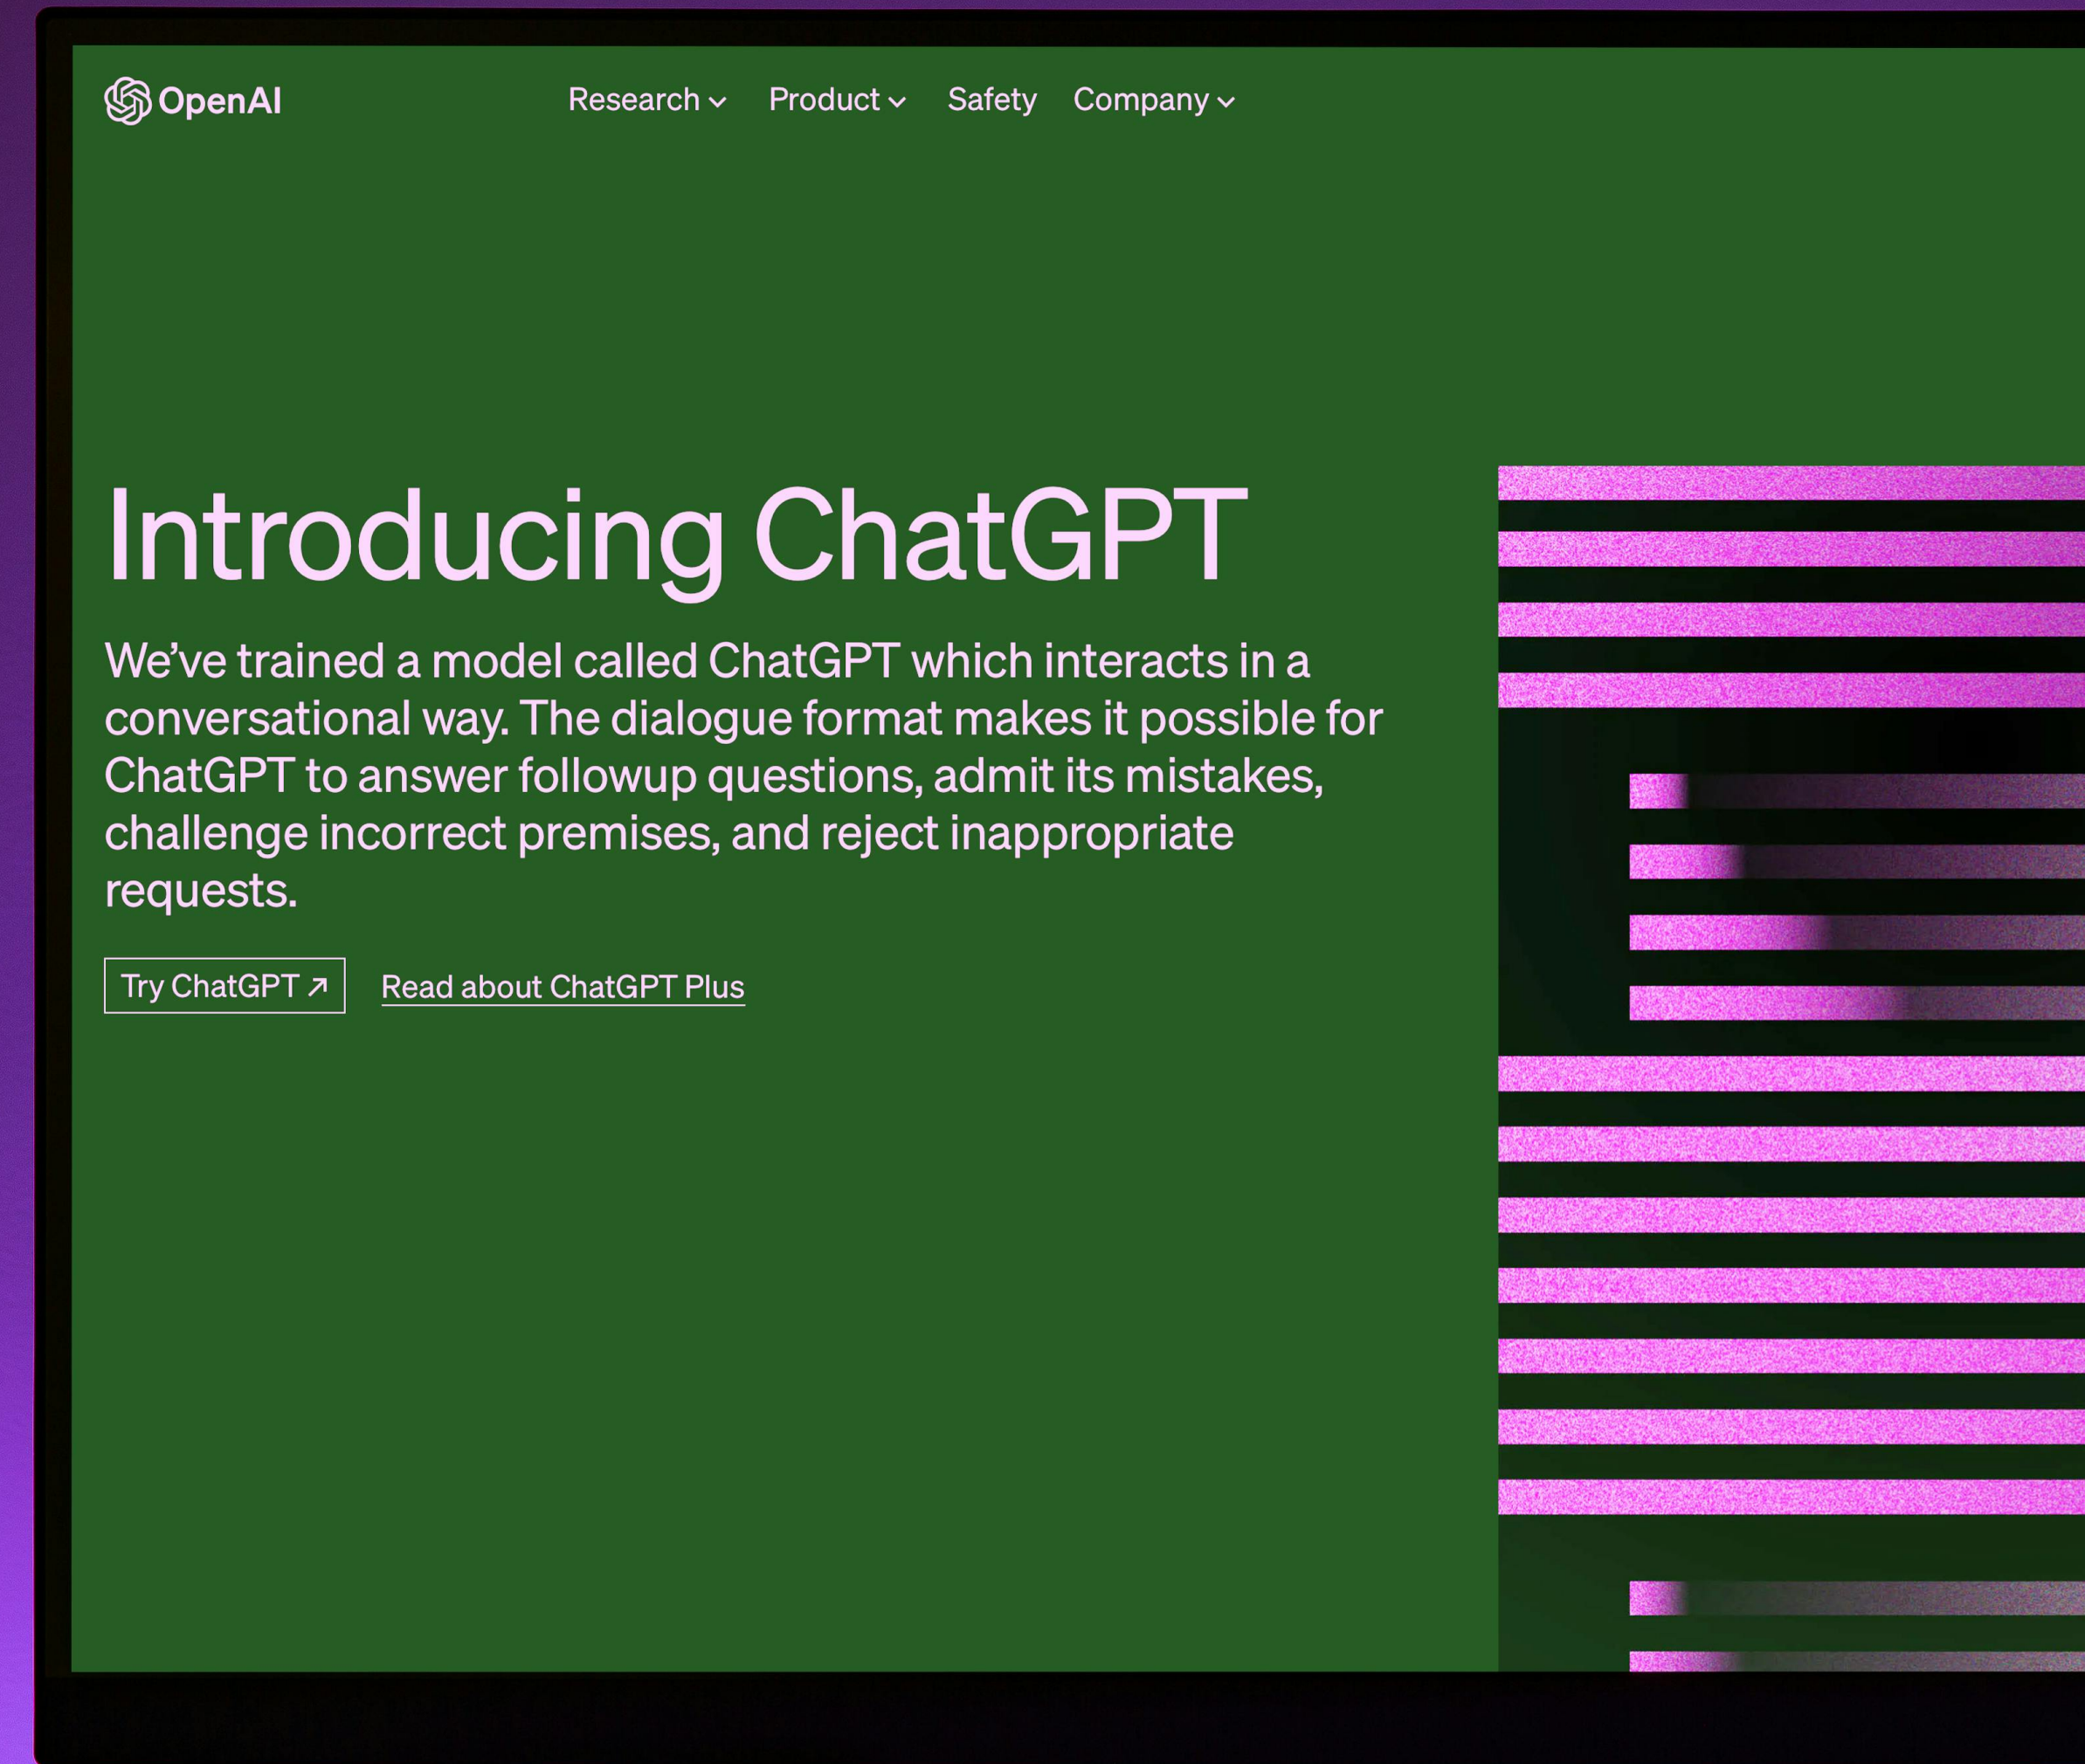 OpenAI
Research Product Safety Company
Introducing ChatGPT
We’ve trained a model called ChatGPT which interacts in a
conversational way. The dialogue format makes it possible for
ChatGPT to answer followup questions, admit its mistakes,
challenge incorrect premises, and reject inappropriate
requests.
Try ChatGPT ↗ Read about ChatGPT Plus